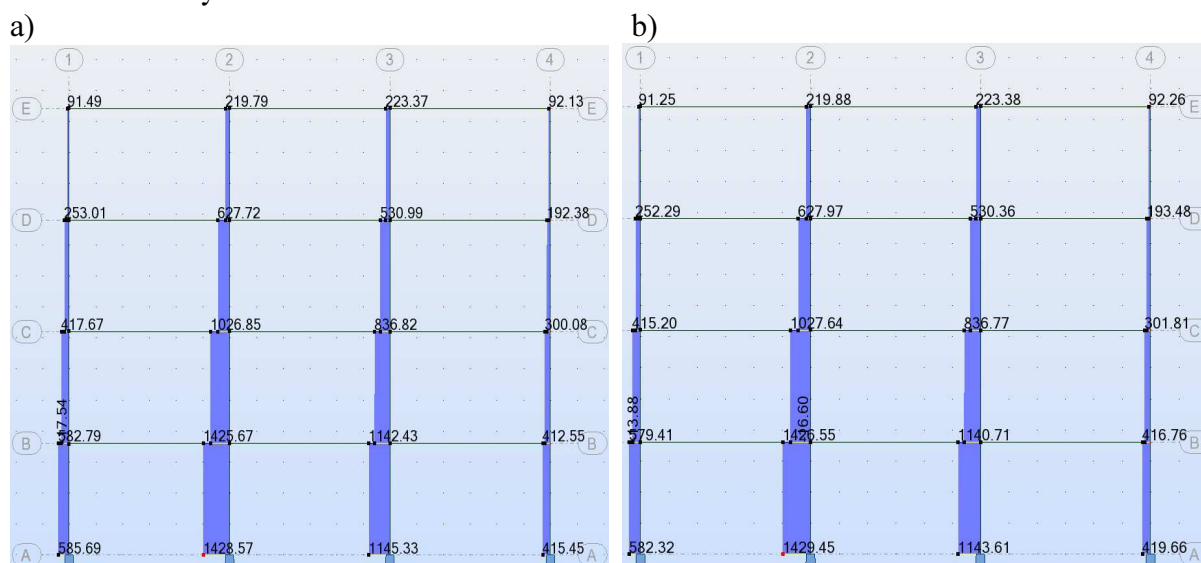 a) b)
1 2 3 4 1 2 3 4
E 91.49 219.79 223.37 92.13 E 91.25 219.88 223.38 92.26 E
D 253.01 627.72 530.99 192.38 D 252.29 627.97 530.36 193.48 D
C 417.67 1026.85 836.82 300.08 C 415.20 1027.64 836.77 301.81 C
B 582.79 1425.67 1142.43 412.55 B 579.41 1426.55 1140.71 416.76 B
A 585.69 1428.57 1145.33 415.45 A 582.32 1429.45 1143.61 419.66 A